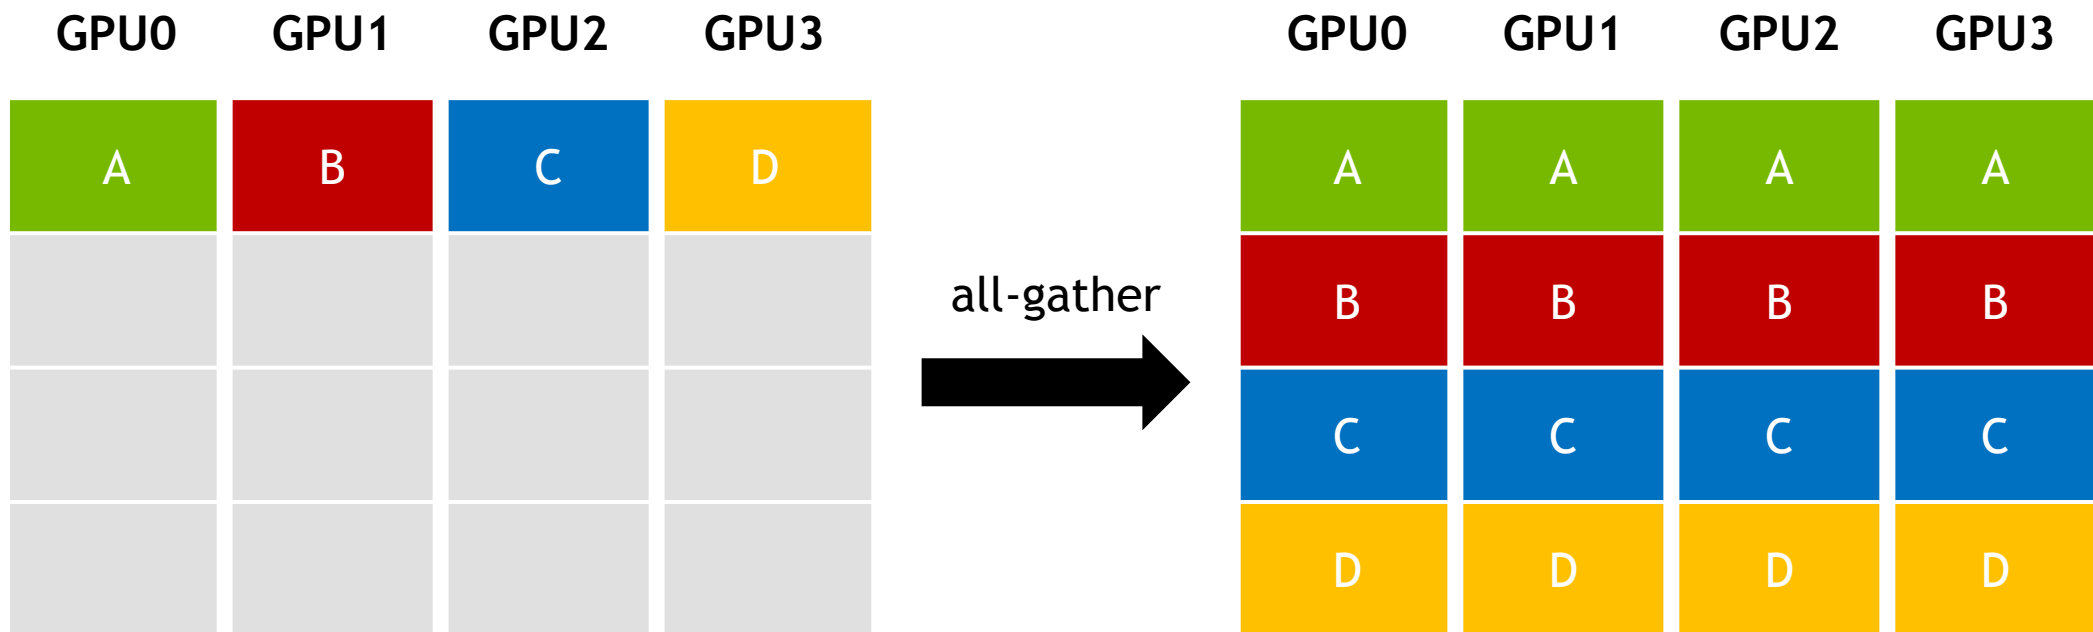 GPU0 GPU1 GPU2 GPU3 GPU0 GPU1 GPU2 GPU3
A B C D A A A A
all-gather
B B B B
C C C C
D D D D